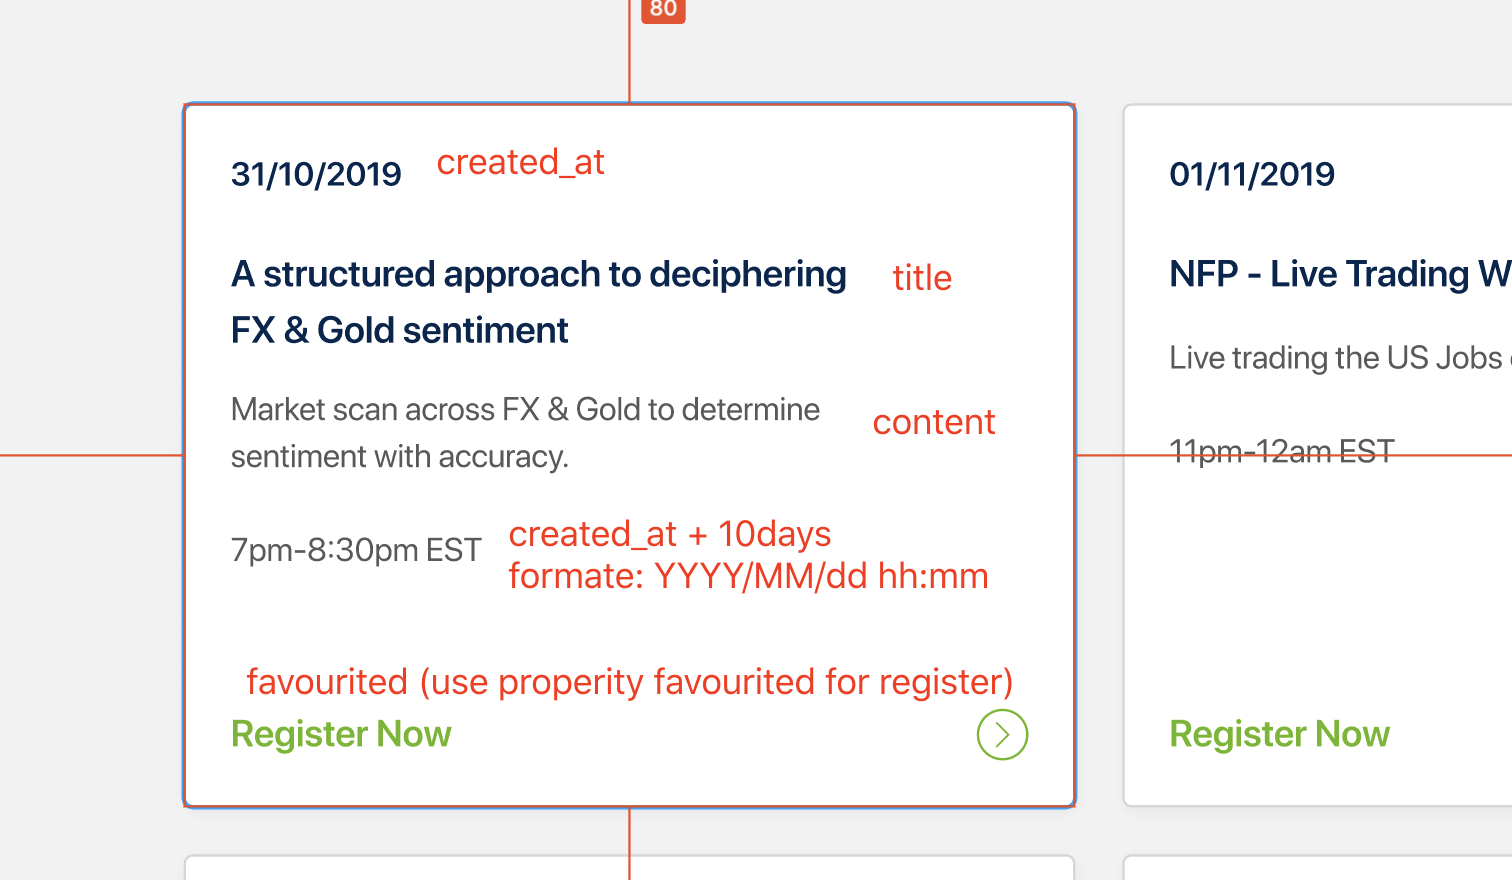 80
31/10/2019 created_at
A structured approach to deciphering title
FX & Gold sentiment
Market scan across FX & Gold to determine content
sentiment with accuracy.
7pm-8:30pm EST created_at + 10days
formate: YYYY/MM/dd hh:mm
favourited (use properity favourited for register)
Register Now
01/11/2019
NFP - Live Trading W
Live trading the US Jobs
11pm-12am EST
Register Now